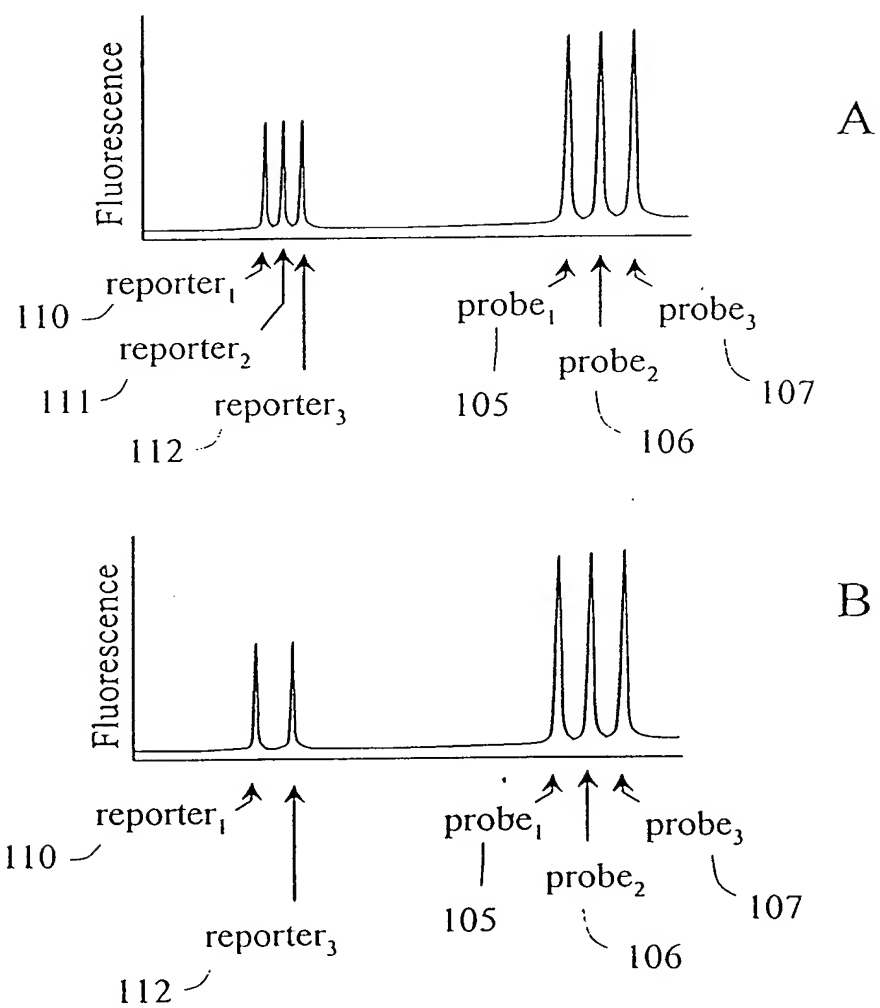 Fluorescence
A
reporter₁
110
reporter₂
111
reporter₃
112
probe₁
105
probe₂
106
probe₃
107
Fluorescence
B
reporter₁
110
reporter₃
112
probe₁
105
probe₂
106
probe₃
107